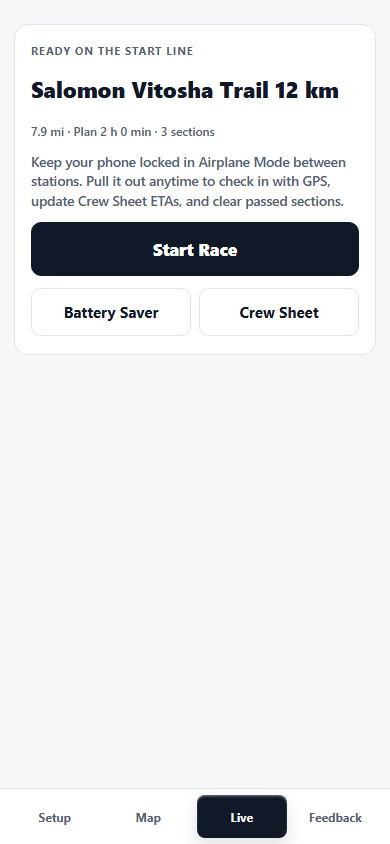 READY ON THE START LINE
Salomon Vitosha Trail 12 km
7.9 mi · Plan 2 h 0 min · 3 sections
Keep your phone locked in Airplane Mode between
stations. Pull it out anytime to check in with GPS,
update Crew Sheet ETAs, and clear passed sections.
Start Race
Battery Saver
Crew Sheet
Setup
Map
Live
Feedback